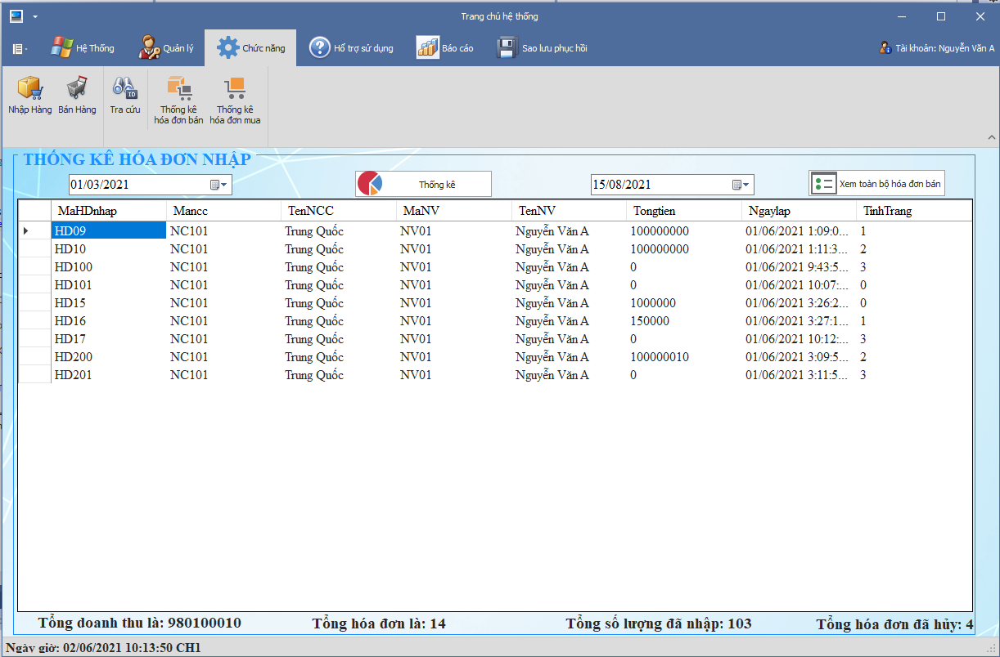 Trang chủ hệ thống
Hệ Thống Quản lý Chức năng Hổ trợ sử dụng Báo cáo Sao lưu phục hồi Tài khoản: Nguyễn Văn A
Nhập Hàng Bán Hàng Tra cứu Thống kê hóa đơn bán Thống kê hóa đơn mua
THỐNG KÊ HÓA ĐƠN NHẬP
01/03/2021 Thống kê 15/08/2021 Xem toàn bộ hóa đơn bán
MaHDnhap Mancc TenNCC MaNV TenNV Tongtien Ngaylap TinhTrang
HD09 NC101 Trung Quốc NV01 Nguyễn Văn A 100000000 01/06/2021 1:09:0... 1
HD10 NC101 Trung Quốc NV01 Nguyễn Văn A 100000000 01/06/2021 1:11:3... 2
HD100 NC101 Trung Quốc NV01 Nguyễn Văn A 0 01/06/2021 9:43:5... 3
HD101 NC101 Trung Quốc NV01 Nguyễn Văn A 0 01/06/2021 10:07:... 0
HD15 NC101 Trung Quốc NV01 Nguyễn Văn A 1000000 01/06/2021 3:26:2... 0
HD16 NC101 Trung Quốc NV01 Nguyễn Văn A 150000 01/06/2021 3:27:1... 1
HD17 NC101 Trung Quốc NV01 Nguyễn Văn A 0 01/06/2021 10:12:... 3
HD200 NC101 Trung Quốc NV01 Nguyễn Văn A 100000010 01/06/2021 3:09:5... 2
HD201 NC101 Trung Quốc NV01 Nguyễn Văn A 0 01/06/2021 3:11:5... 3
Tổng doanh thu là: 980100010 Tổng hóa đơn là: 14 Tổng số lượng đã nhập: 103 Tổng hóa đơn đã hủy: 4
Ngày giờ: 02/06/2021 10:13:50 CH1